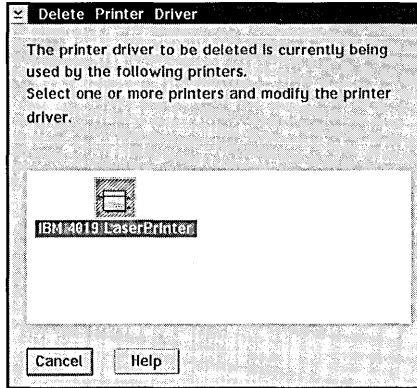 Delete Printer Driver
The printer driver to be deleted is currently being
used by the following printers.
Select one or more printers and modify the printer
driver.
IBM 4019 LaserPrinter
Cancel
Help